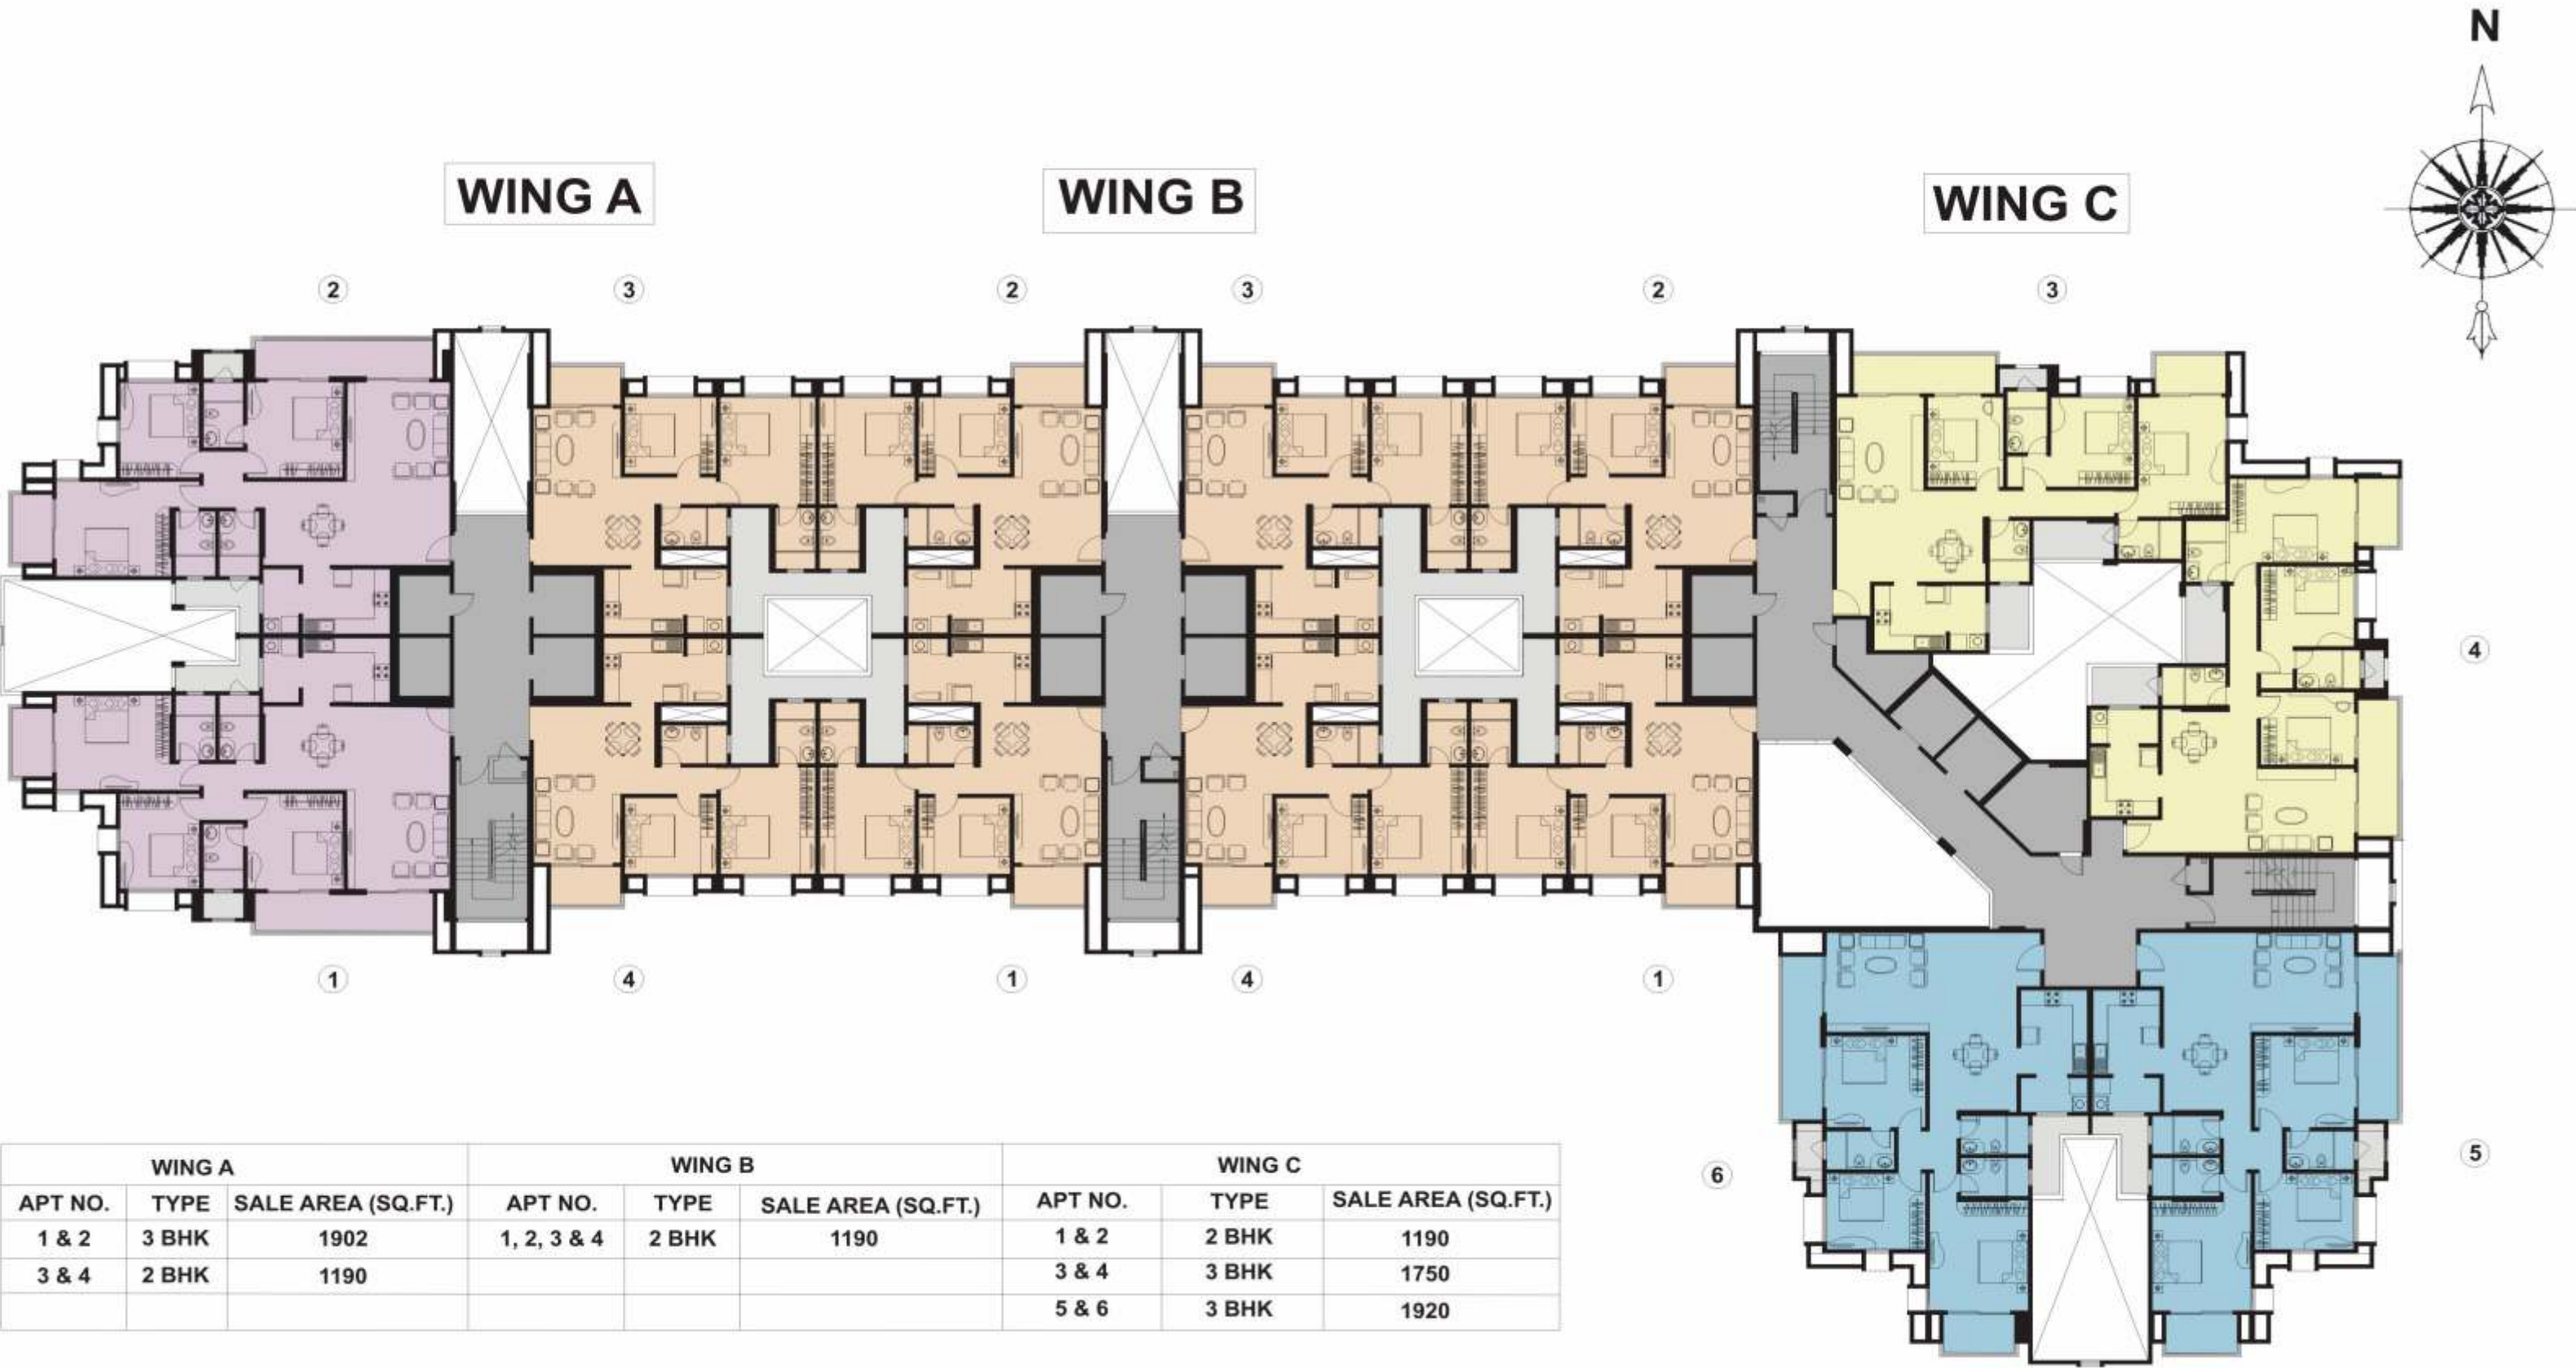 N
WING A
WING B
WING C
2
3
2
3
2
3
4
1
4
1
4
1
6
5
WING A WING B WING C
APT NO. TYPE SALE AREA (SQ.FT.) APT NO. TYPE SALE AREA (SQ.FT.) APT NO. TYPE SALE AREA (SQ.FT.)
1 & 2 3 BHK 1902 1, 2, 3 & 4 2 BHK 1190 1 & 2 2 BHK 1190
3 & 4 2 BHK 1190 3 & 4 3 BHK 1750
5 & 6 3 BHK 1920